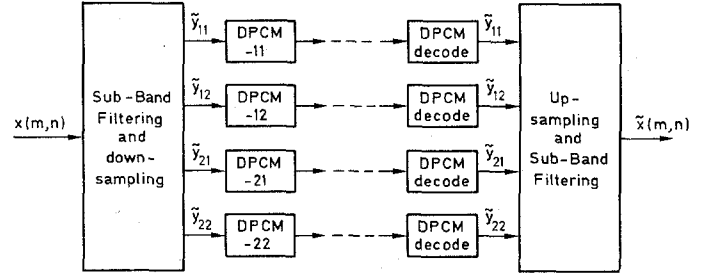 x(m,n)
Sub-Band
Filtering
and
down-
sampling
ỹ11
DPCM
-11
DPCM
decode
ỹ11
ỹ12
DPCM
-12
DPCM
decode
ỹ12
ỹ21
DPCM
-21
DPCM
decode
ỹ21
ỹ22
DPCM
-22
DPCM
decode
ỹ22
Up-
sampling
and
Sub-Band
Filtering
x̃(m,n)